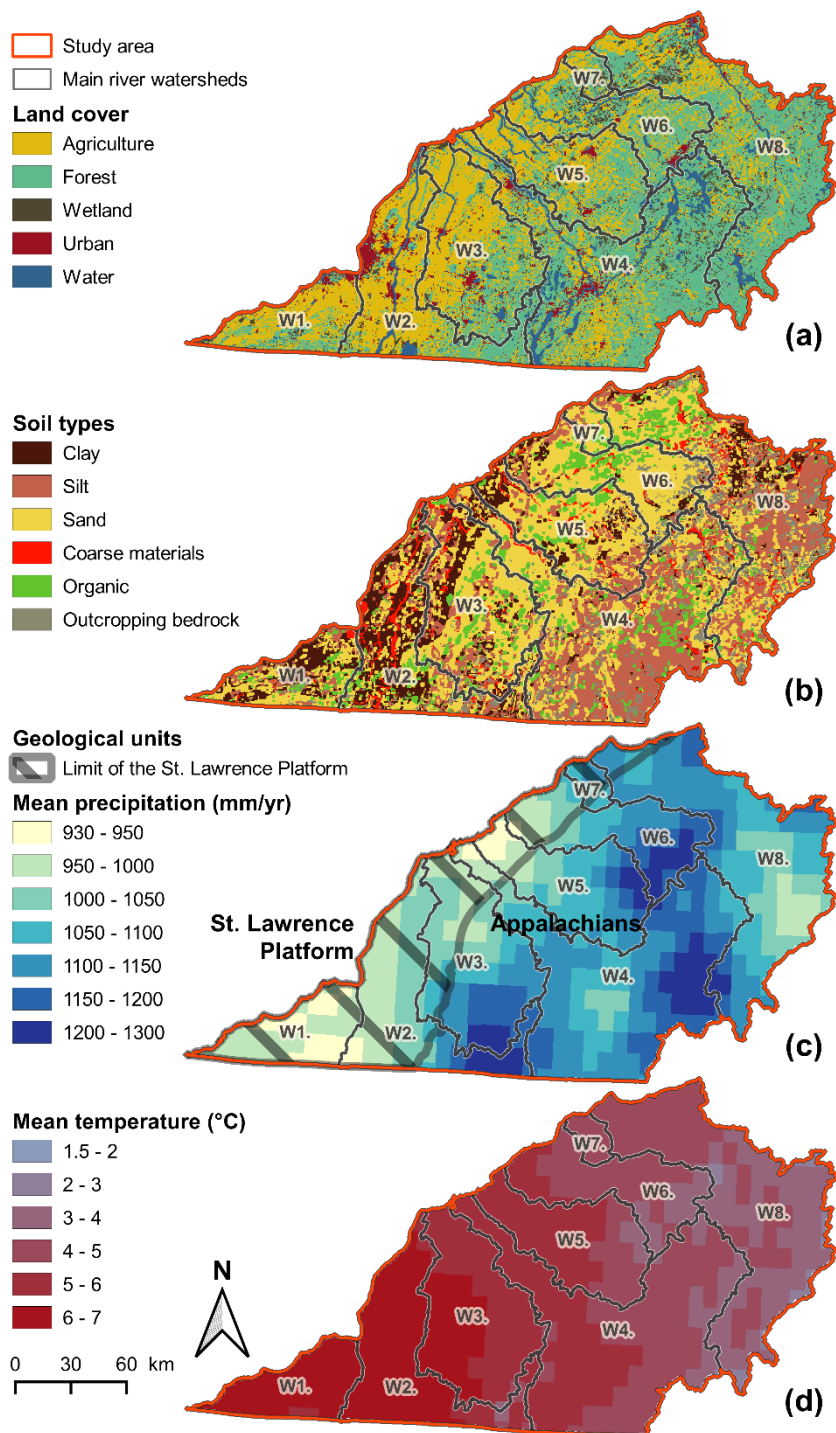 Study area
Main river watersheds
Land cover
Agriculture
Forest
Wetland
Urban
Water
W1.
W2.
W3.
W4.
W5.
W6.
W7.
W8.
(a)
Soil types
Clay
Silt
Sand
Coarse materials
Organic
Outcropping bedrock
W1.
W2.
W3.
W4.
W5.
W6.
W7.
W8.
(b)
Geological units
Limit of the St. Lawrence Platform
Mean precipitation (mm/yr)
930 - 950
950 - 1000
1000 - 1050
1050 - 1100
1100 - 1150
1150 - 1200
1200 - 1300
St. Lawrence
Platform
Appalachians
W1.
W2.
W3.
W4.
W5.
W6.
W7.
W8.
(c)
Mean temperature (°C)
1.5 - 2
2 - 3
3 - 4
4 - 5
5 - 6
6 - 7
N
0 30 60 km
W1.
W2.
W3.
W4.
W5.
W6.
W7.
W8.
(d)